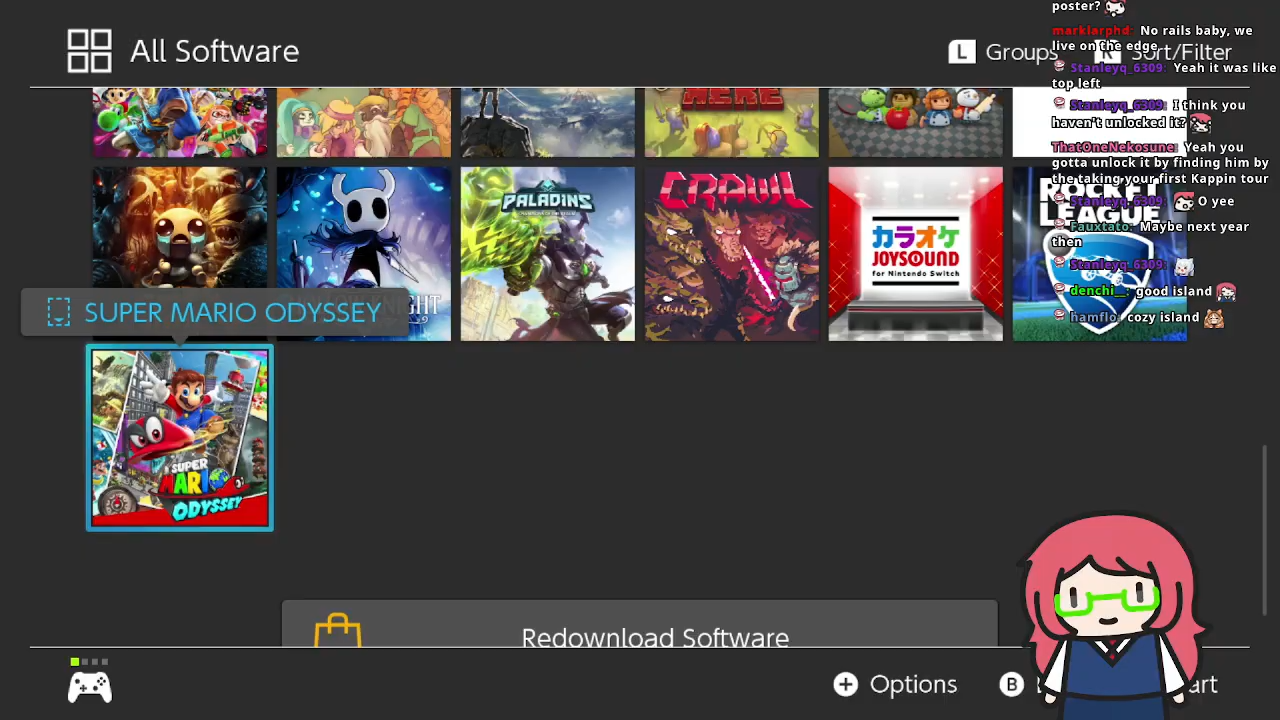 poster?
All Software
L Groups
R Sort/Filter
marklarphd: No rails baby, we
live on the edge
Stanleyq_6309: Yeah it was like
top left
Stanleyq_6309: I think you
haven't unlocked it?
ThatOneNekosune: Yeah you
gotta unlock it by finding him by
the taking your first Kappin tour
Stanleyq_6309: O yee
Fauxtato: Maybe next year
then
Stanleyq_6309:
denchi__: good island
hamflo: cozy island
HERE
PALADINS
CRAWL
カラオケ
JOYSOUND
for Nintendo Switch
ROCKET
LEAGUE
SUPER MARIO ODYSSEY
SUPER
MARIO
ODYSSEY
Redownload Software
+ Options
B